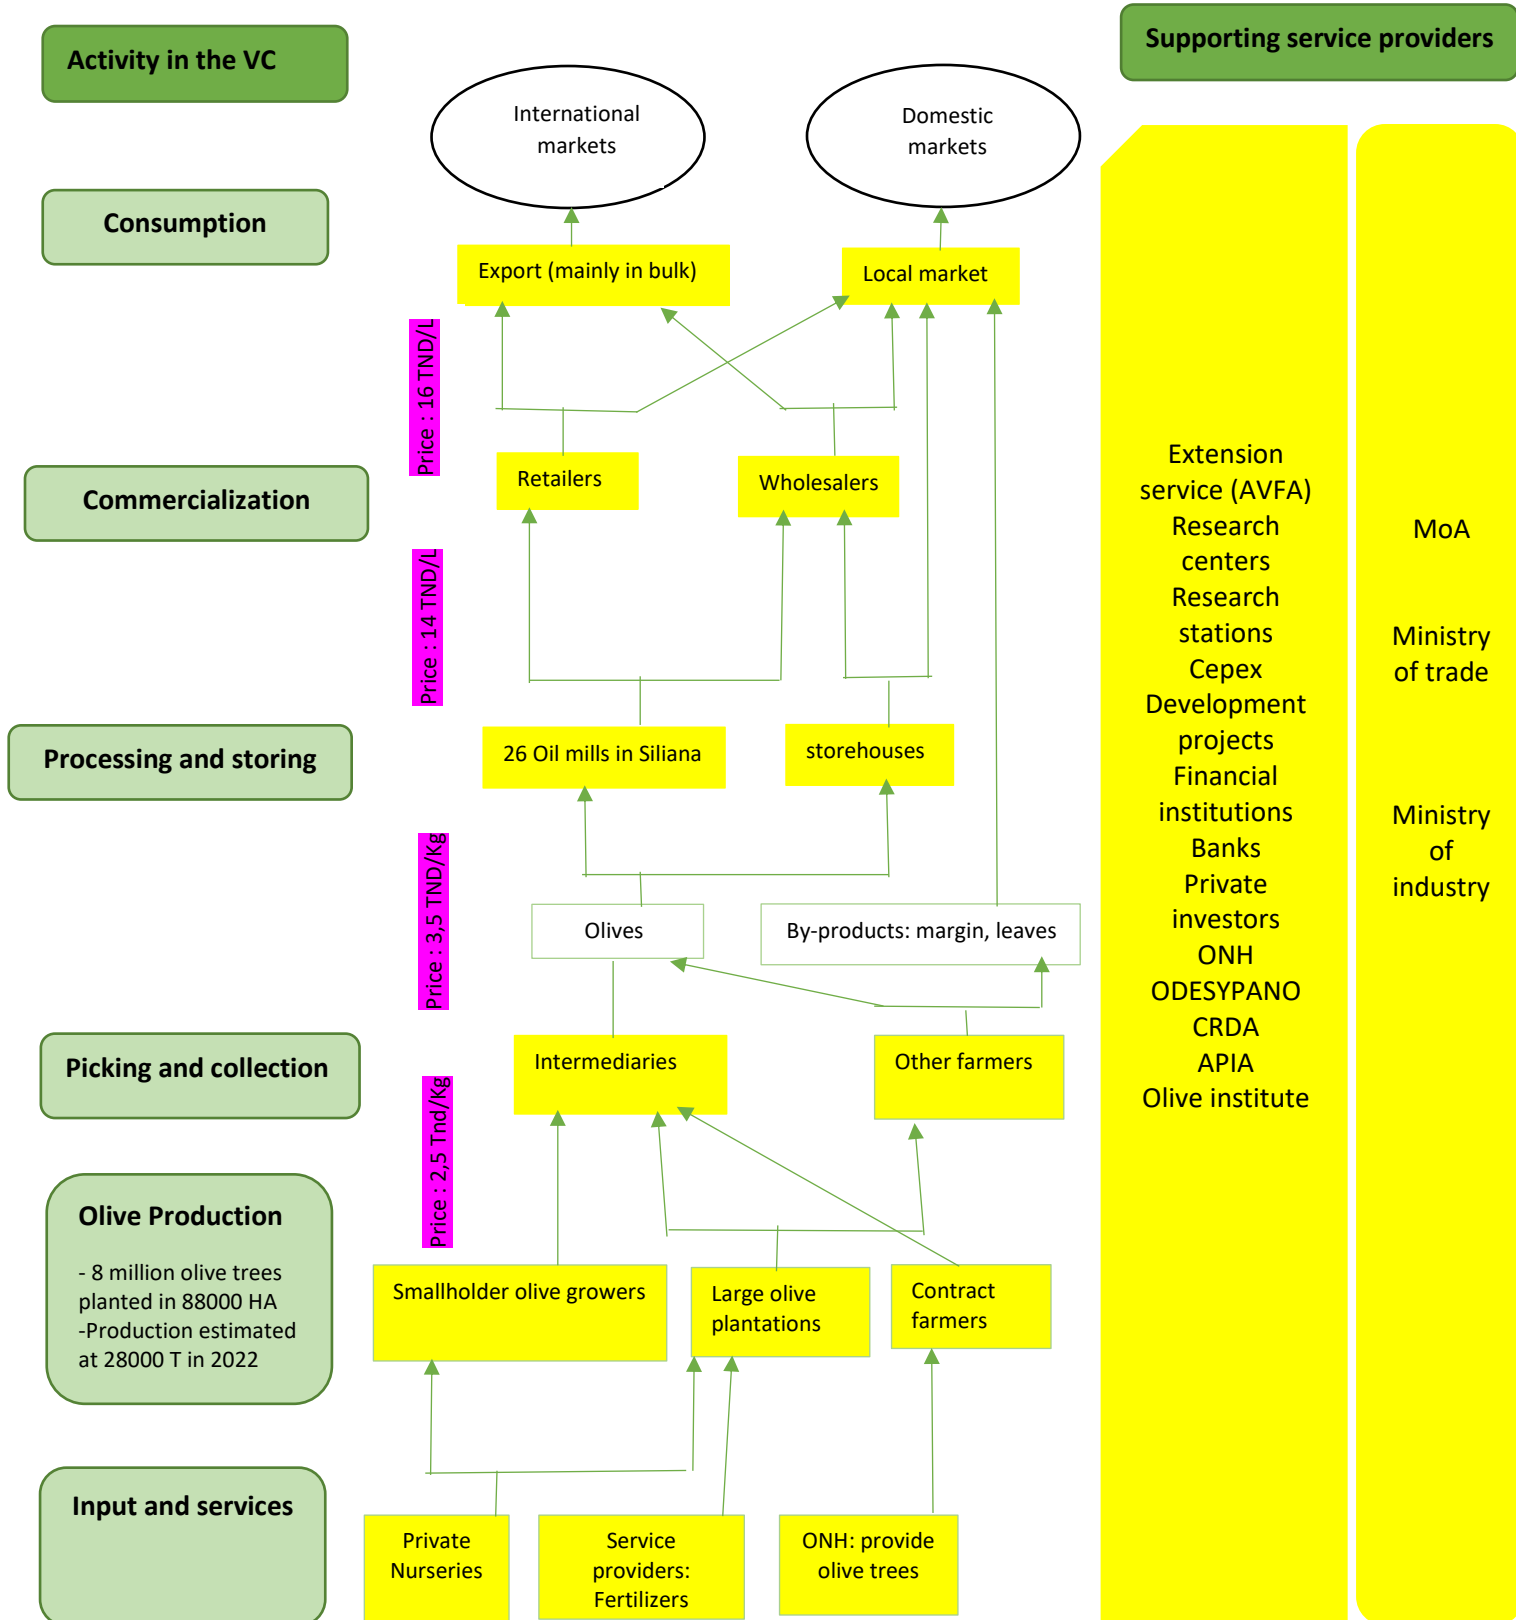 Activity in the VC
Supporting service providers
International
markets
Domestic
markets
Consumption
Export (mainly in bulk)
Local market
Price : 16 TND/L
Commercialization
Retailers
Wholesalers
Price : 14 TND/L
Processing and storing
26 Oil mills in Siliana
storehouses
Price : 3,5 TND/Kg
Olives
By-products: margin, leaves
Picking and collection
Intermediaries
Other farmers
Price : 2,5 Tnd/Kg
Olive Production
- 8 million olive trees
planted in 88000 HA
-Production estimated
at 28000 T in 2022
Smallholder olive growers
Large olive
plantations
Contract
farmers
Input and services
Private
Nurseries
Service
providers:
Fertilizers
ONH: provide
olive trees
Extension
service (AVFA)
Research
centers
Research
stations
Cepex
Development
projects
Financial
institutions
Banks
Private
investors
ONH
ODESYPANO
CRDA
APIA
Olive institute
MoA
Ministry
of trade
Ministry
of
industry